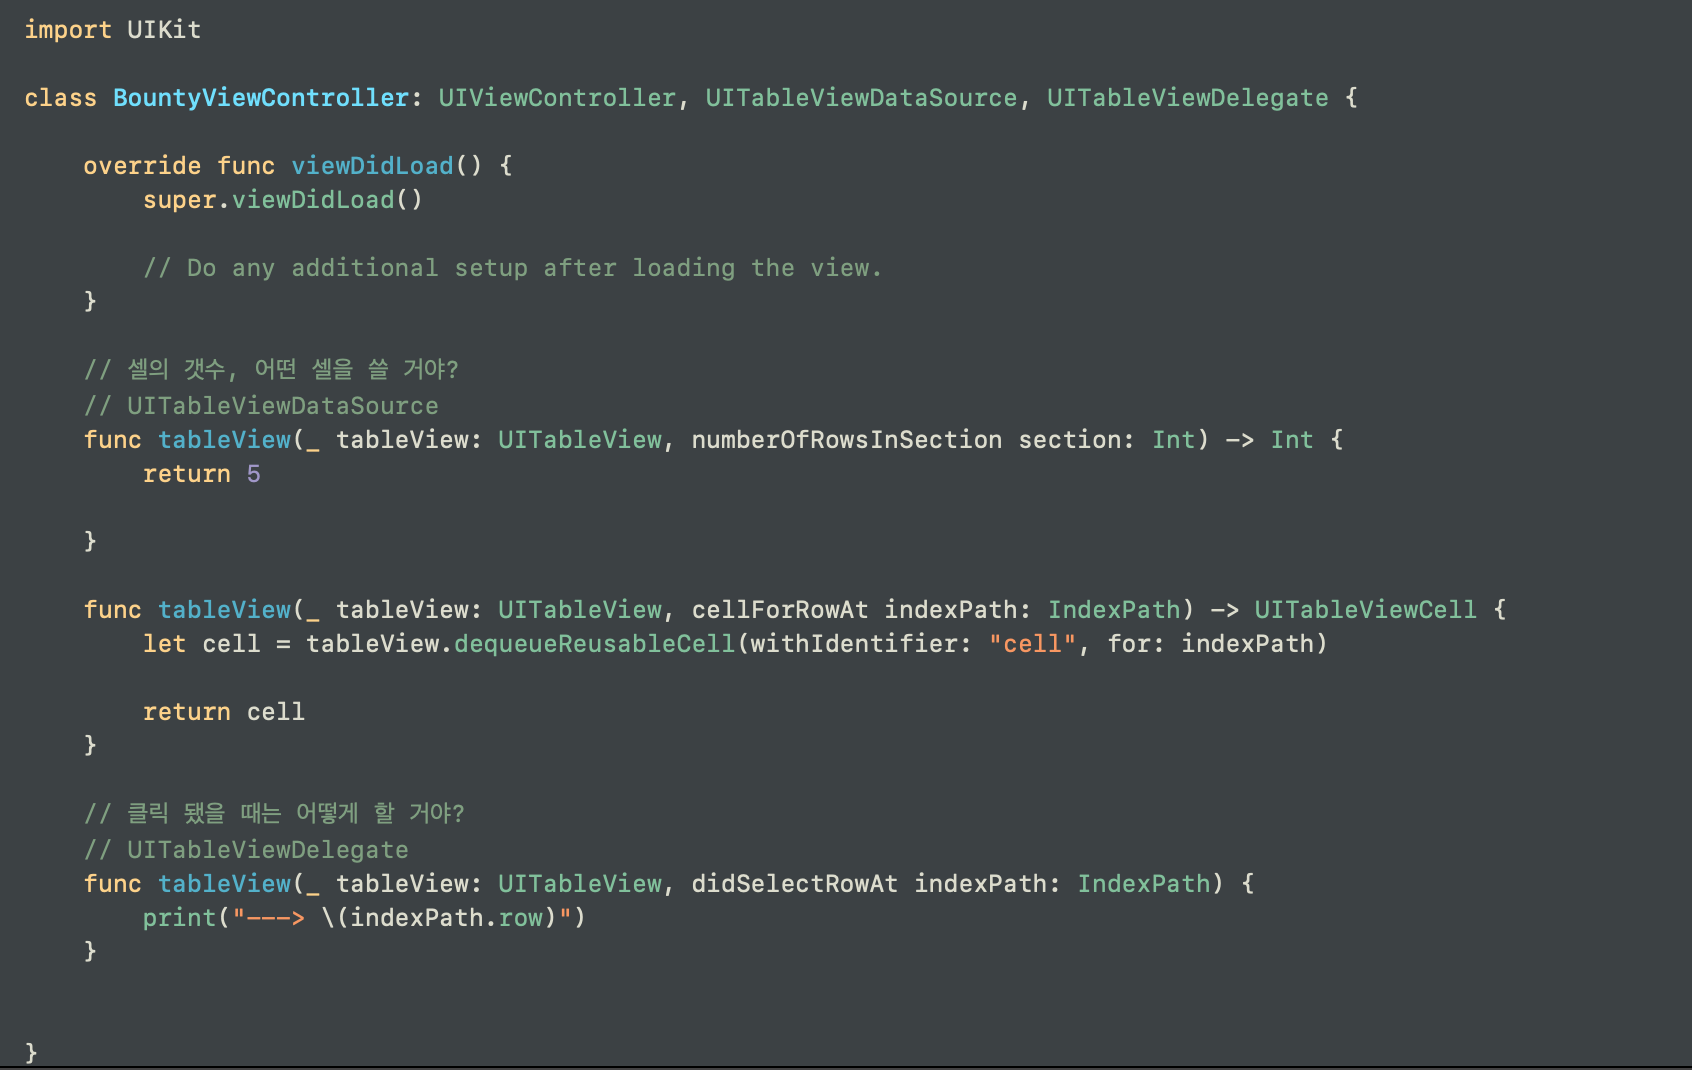 import UIKit
class BountyViewController: UIViewController, UITableViewDataSource, UITableViewDelegate {
override func viewDidLoad() {
super.viewDidLoad()
// Do any additional setup after loading the view.
}
// 셀의 갯수, 어떤 셀을 쓸 거야?
// UITableViewDataSource
func tableView(_ tableView: UITableView, numberOfRowsInSection section: Int) -> Int {
return 5
}
func tableView(_ tableView: UITableView, cellForRowAt indexPath: IndexPath) -> UITableViewCell {
let cell = tableView.dequeueReusableCell(withIdentifier: "cell", for: indexPath)
return cell
}
// 클릭 됐을 때는 어떻게 할 거야?
// UITableViewDelegate
func tableView(_ tableView: UITableView, didSelectRowAt indexPath: IndexPath) {
print("---> \(indexPath.row)")
}
}